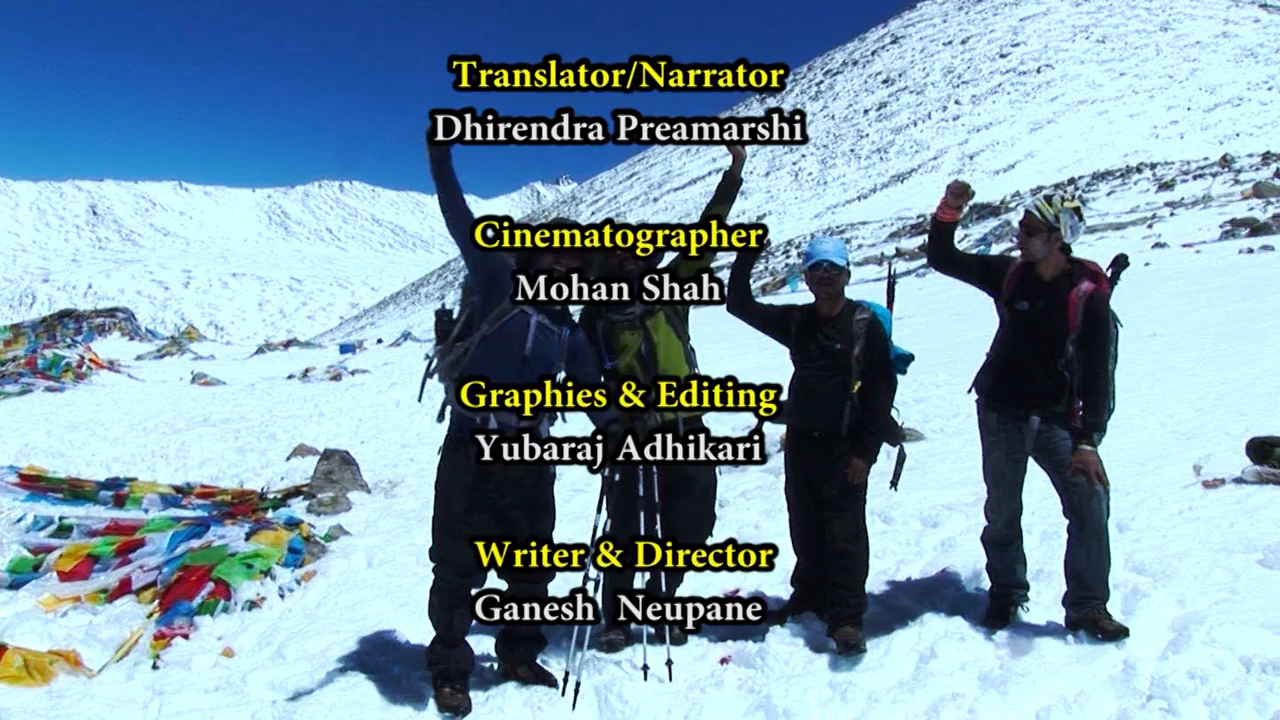 Translator/Narrator
Dhirendra Preamarshi
Cinematographer
Mohan Shah
Graphies & Editing
Yubaraj Adhikari
Writer & Director
Ganesh Neupane